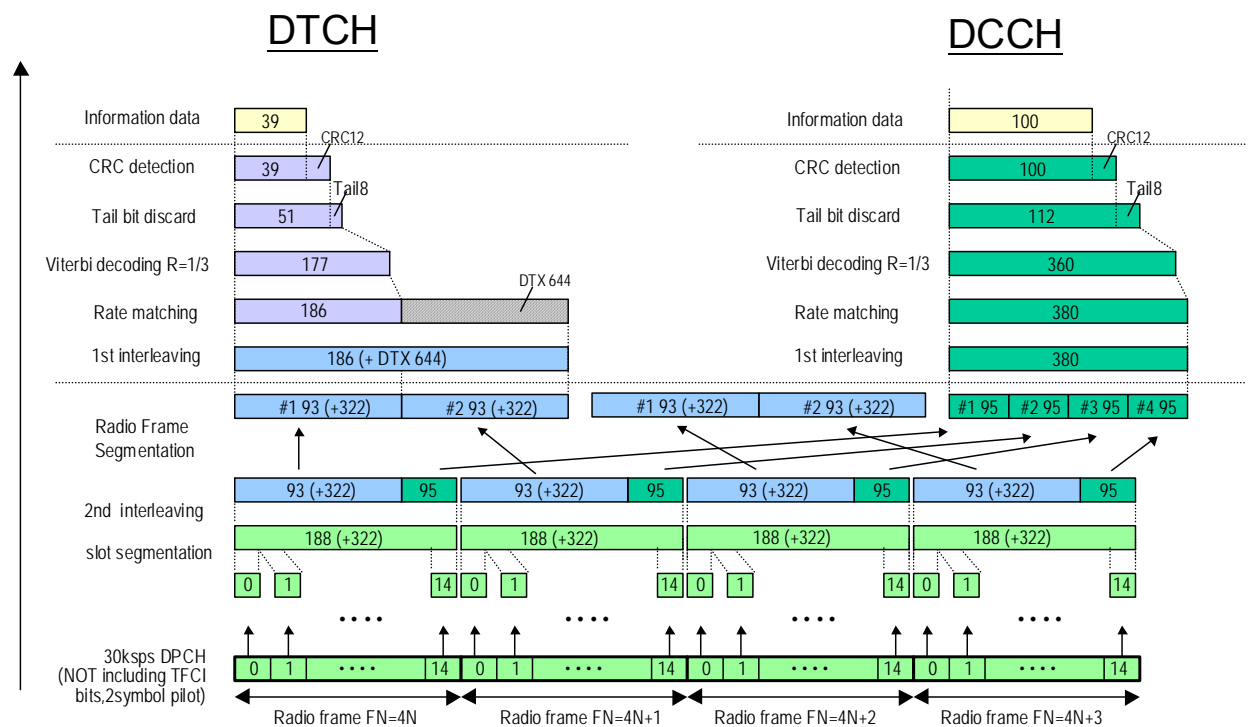 DTCH
DCCH
Information data
39
Information data
100
CRC12
CRC12
CRC detection
39
CRC detection
100
Tail8
Tail8
Tail bit discard
51
Tail bit discard
112
Viterbi decoding R=1/3
177
Viterbi decoding R=1/3
360
DTX 644
Rate matching
186
Rate matching
380
1st interleaving
186 (+ DTX 644)
1st interleaving
380
#1 93 (+322)
#2 93 (+322)
#1 93 (+322)
#2 93 (+322)
#1 95
#2 95
#3 95
#4 95
Radio Frame
Segmentation
93 (+322)
95
93 (+322)
95
93 (+322)
95
93 (+322)
95
2nd interleaving
188 (+322)
188 (+322)
188 (+322)
188 (+322)
slot segmentation
0
1
14
0
1
14
0
1
14
0
1
14
• • • •
• • • •
• • • •
• • • •
30ksps DPCH
(NOT including TFCI
bits,2symbol pilot)
0
1
• • • •
14
0
1
• • • •
14
0
1
• • • •
14
0
1
• • • •
14
Radio frame FN=4N
Radio frame FN=4N+1
Radio frame FN=4N+2
Radio frame FN=4N+3